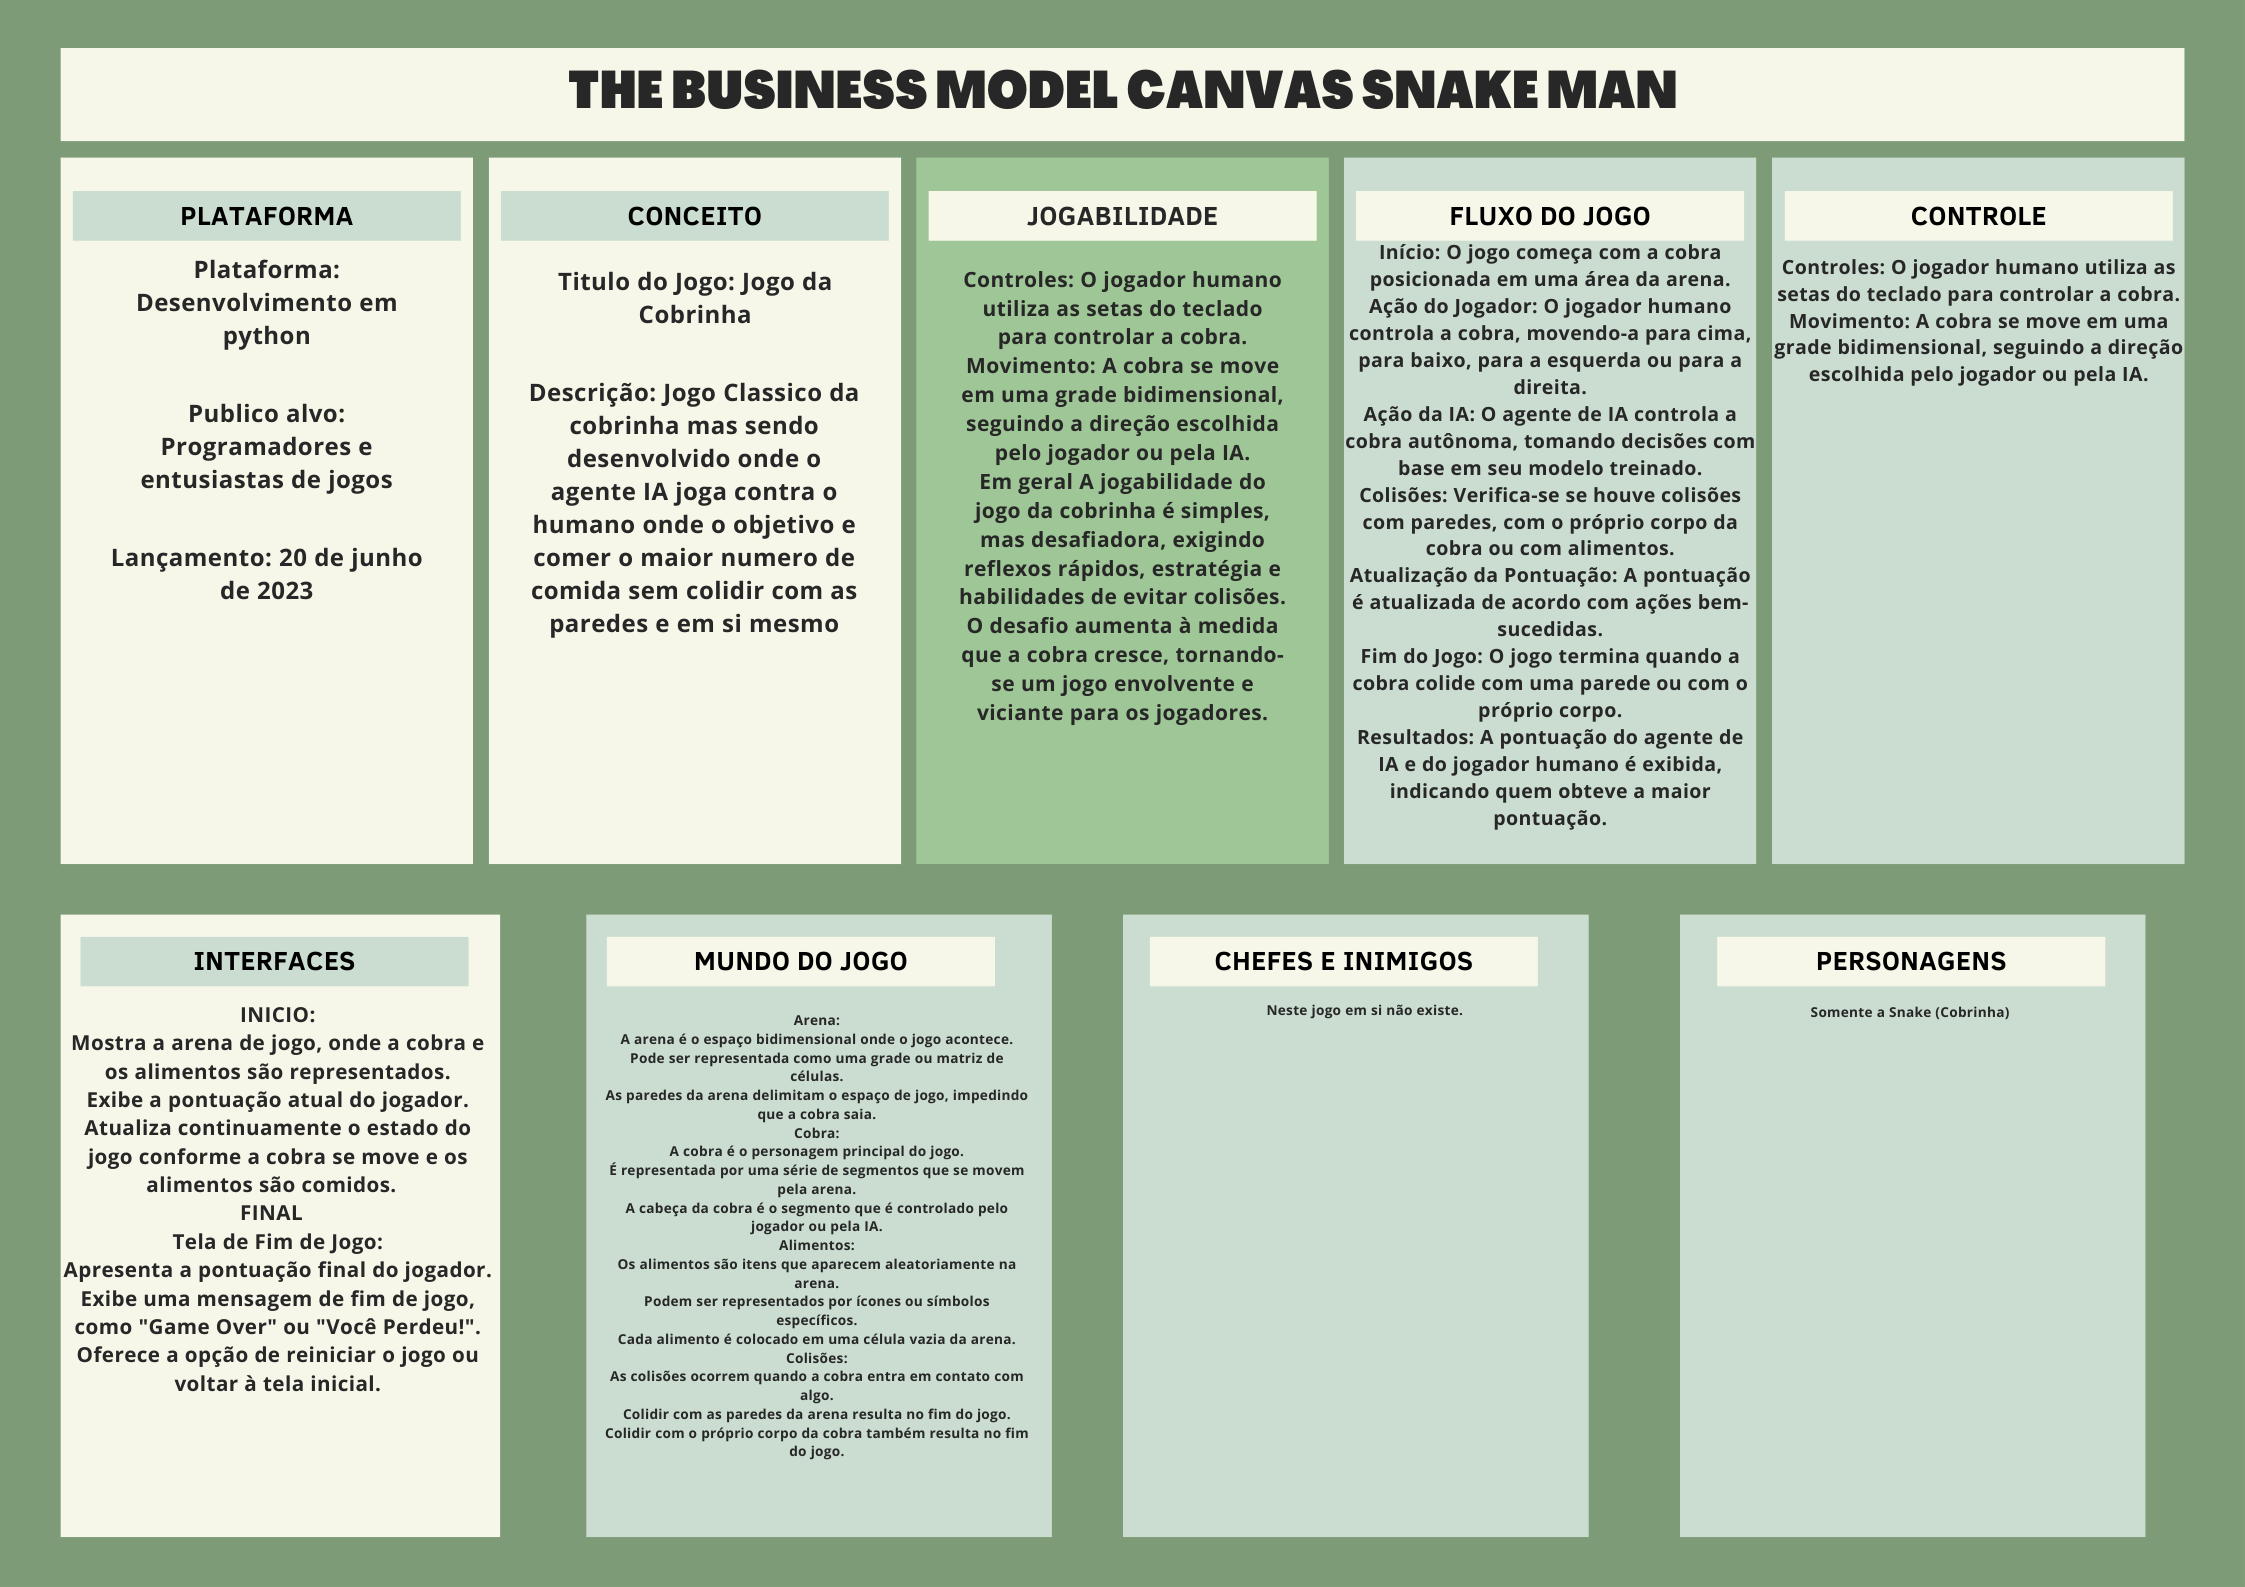 THE BUSINESS MODEL CANVAS SNAKE MAN
PLATAFORMA
Plataforma:
Desenvolvimento em
python
Publico alvo:
Programadores e
entusiastas de jogos
Lançamento: 20 de junho
de 2023
CONCEITO
Titulo do Jogo: Jogo da
Cobrinha
Descrição: Jogo Classico da
cobrinha mas sendo
desenvolvido onde o
agente IA joga contra o
humano onde o objetivo e
comer o maior numero de
comida sem colidir com as
paredes e em si mesmo
JOGABILIDADE
Controles: O jogador humano
utiliza as setas do teclado
para controlar a cobra.
Movimento: A cobra se move
em uma grade bidimensional,
seguindo a direção escolhida
pelo jogador ou pela IA.
Em geral A jogabilidade do
jogo da cobrinha é simples,
mas desafiadora, exigindo
reflexos rápidos, estratégia e
habilidades de evitar colisões.
O desafio aumenta à medida
que a cobra cresce, tornando-
se um jogo envolvente e
viciante para os jogadores.
FLUXO DO JOGO
Início: O jogo começa com a cobra
posicionada em uma área da arena.
Ação do Jogador: O jogador humano
controla a cobra, movendo-a para cima,
para baixo, para a esquerda ou para a
direita.
Ação da IA: O agente de IA controla a
cobra autônoma, tomando decisões com
base em seu modelo treinado.
Colisões: Verifica-se se houve colisões
com paredes, com o próprio corpo da
cobra ou com alimentos.
Atualização da Pontuação: A pontuação
é atualizada de acordo com ações bem-
sucedidas.
Fim do Jogo: O jogo termina quando a
cobra colide com uma parede ou com o
próprio corpo.
Resultados: A pontuação do agente de
IA e do jogador humano é exibida,
indicando quem obteve a maior
pontuação.
CONTROLE
Controles: O jogador humano utiliza as
setas do teclado para controlar a cobra.
Movimento: A cobra se move em uma
grade bidimensional, seguindo a direção
escolhida pelo jogador ou pela IA.
INTERFACES
INICIO:
Mostra a arena de jogo, onde a cobra e
os alimentos são representados.
Exibe a pontuação atual do jogador.
Atualiza continuamente o estado do
jogo conforme a cobra se move e os
alimentos são comidos.
FINAL
Tela de Fim de Jogo:
Apresenta a pontuação final do jogador.
Exibe uma mensagem de fim de jogo,
como "Game Over" ou "Você Perdeu!".
Oferece a opção de reiniciar o jogo ou
voltar à tela inicial.
MUNDO DO JOGO
Arena:
A arena é o espaço bidimensional onde o jogo acontece.
Pode ser representada como uma grade ou matriz de
células.
As paredes da arena delimitam o espaço de jogo, impedindo
que a cobra saia.
Cobra:
A cobra é o personagem principal do jogo.
É representada por uma série de segmentos que se movem
pela arena.
A cabeça da cobra é o segmento que é controlado pelo
jogador ou pela IA.
Alimentos:
Os alimentos são itens que aparecem aleatoriamente na
arena.
Podem ser representados por ícones ou símbolos
específicos.
Cada alimento é colocado em uma célula vazia da arena.
Colisões:
As colisões ocorrem quando a cobra entra em contato com
algo.
Colidir com as paredes da arena resulta no fim do jogo.
Colidir com o próprio corpo da cobra também resulta no fim
do jogo.
CHEFES E INIMIGOS
Neste jogo em si não existe.
PERSONAGENS
Somente a Snake (Cobrinha)